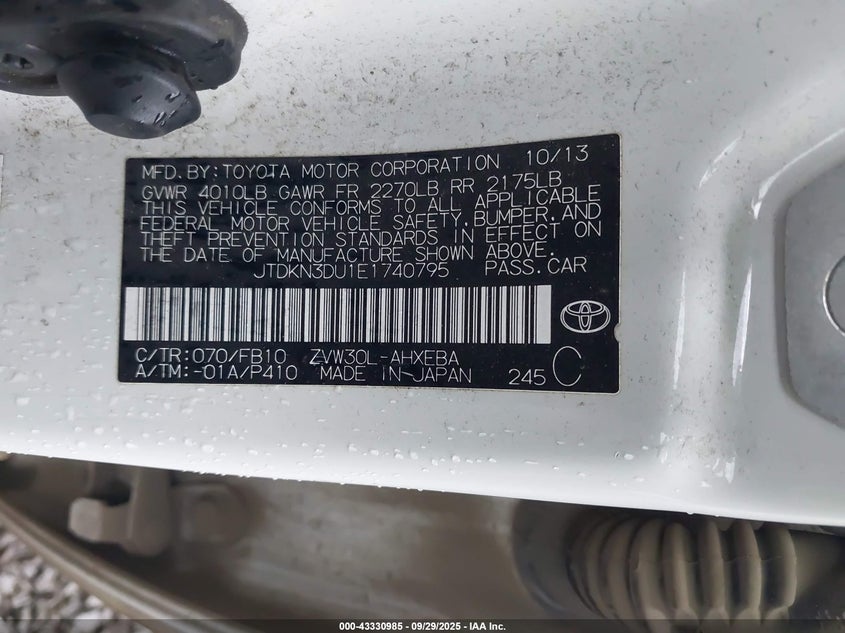 MFD. BY: TOYOTA MOTOR CORPORATION 10/13
GVWR 4010LB GAWR FR 2270LB RR 2175LB
THIS VEHICLE CONFORMS TO ALL APPLICABLE
FEDERAL MOTOR VEHICLE SAFETY, BUMPER, AND
THEFT PREVENTION STANDARDS IN EFFECT ON
THE DATE OF MANUFACTURE SHOWN ABOVE.
JTDKN3DU1E1740795 PASS. CAR
C/TR: 070/FB10 ZVW30L-AHXEBA
A/TM: -01A/P410 MADE IN JAPAN 245 C
000-43330985 - 09/29/2025 - IAA Inc.